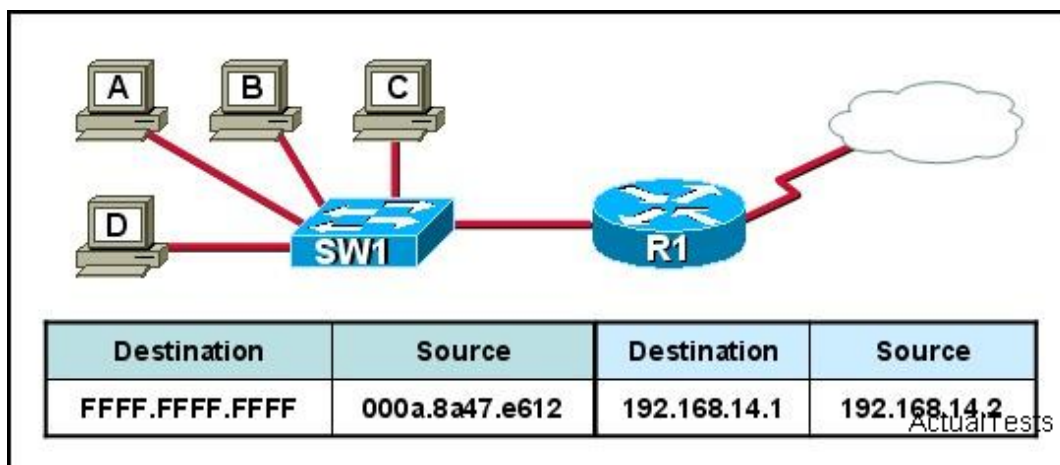 A
B
C
D
SW1
R1
Destination Source Destination Source
FFFF.FFFF.FFFF 000a.8a47.e612 192.168.14.1 192.168.14.2
ActualTests